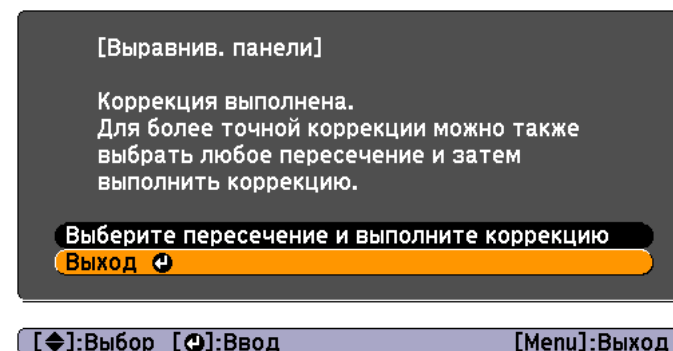 [Выравнив. панели]
Коррекция выполнена.
Для более точной коррекции можно также
выбрать любое пересечение и затем
выполнить коррекцию.
Выберите пересечение и выполните коррекцию
Выход
[◆]:Выбор [↵]:Ввод [Menu]:Выход